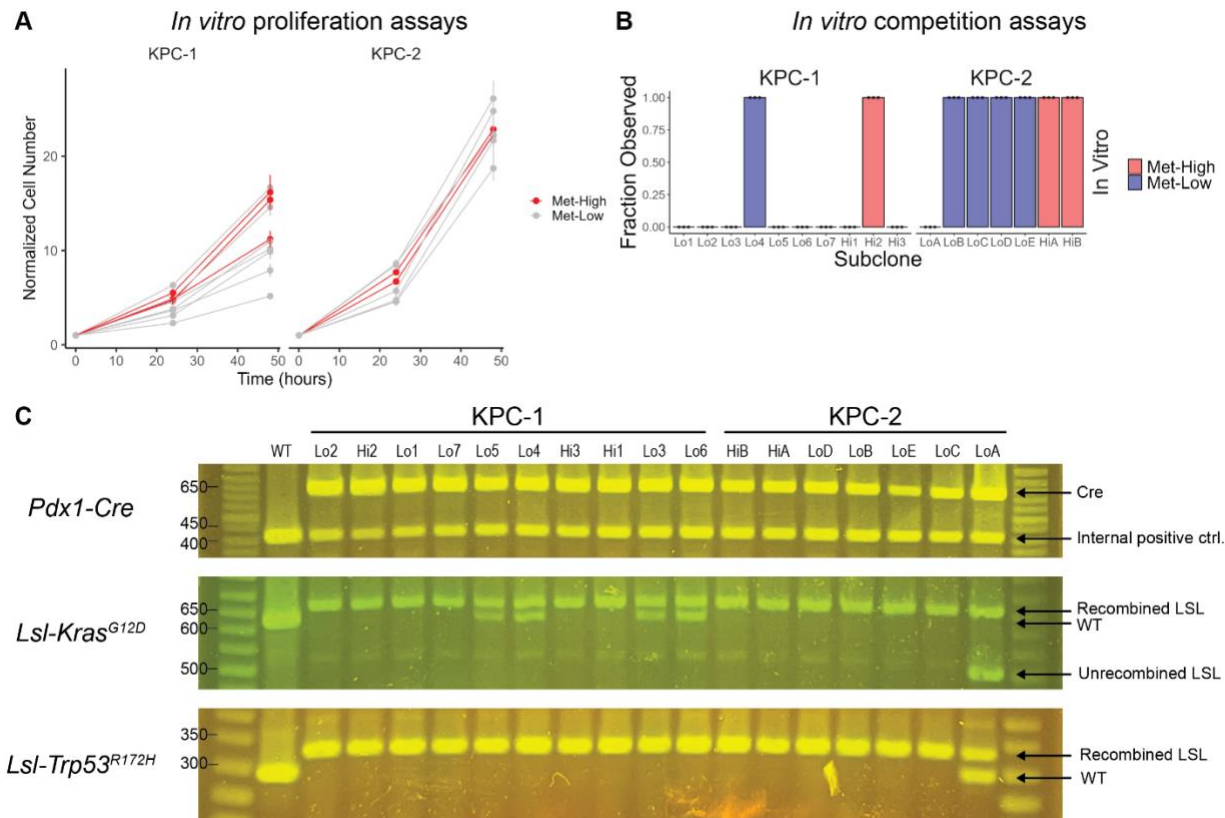 A
In vitro proliferation assays
KPC-1
KPC-2
Normalized Cell Number
20
10
0
0 10 20 30 40 50 0 10 20 30 40 50
Time (hours)
Met-High
Met-Low
B
In vitro competition assays
KPC-1
KPC-2
Fraction Observed
1.00
0.75
0.50
0.25
0.00
Lo1 Lo2 Lo3 Lo4 Lo5 Lo6 Lo7 Hi1 Hi2 Hi3 LoA LoB LoC LoD LoE HiA HiB
Subclone
In Vitro
Met-High
Met-Low
C
KPC-1
KPC-2
WT Lo2 Hi2 Lo1 Lo7 Lo5 Lo4 Hi3 Hi1 Lo3 Lo6 HiB HiA LoD LoB LoE LoC LoA
Pdx1-Cre
650
450
400
Cre
Internal positive ctrl.
Lsl-Kras^G12D
650
600
500
Recombined LSL
WT
Unrecombined LSL
Lsl-Trp53^R172H
350
300
Recombined LSL
WT